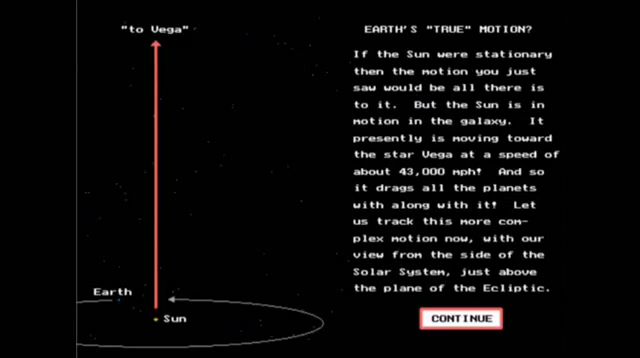 "to Vega"
Earth
Sun
EARTH'S "TRUE" MOTION?
If the Sun were stationary
then the motion you just
saw would be all there is
to it.  But the Sun is in
motion in the galaxy.  It
presently is moving toward
the star Vega at a speed of
about 43,000 mph!  And so
it drags all the planets
with along with it!  Let
us track this more com-
plex motion now, with our
view from the side of the
Solar System, just above
the plane of the Ecliptic.
CONTINUE